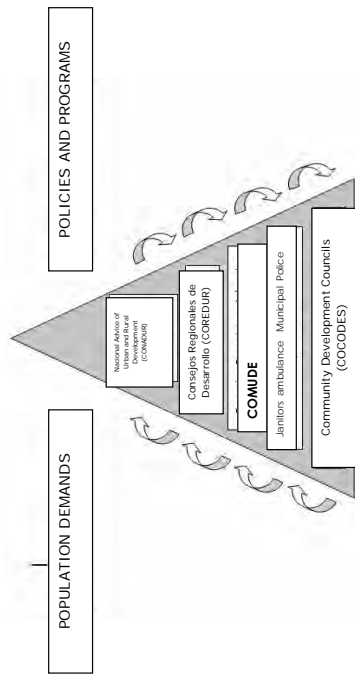 POPULATION DEMANDS
POLICIES AND PROGRAMS
National Advice of
Urban and Rural
Development
(CONADUR)
Consejos Regionales de
Desarrollo (COREDUR)
COMUDE
Janitors ambulance Municipal Police
Community Development Councils
(COCODES)